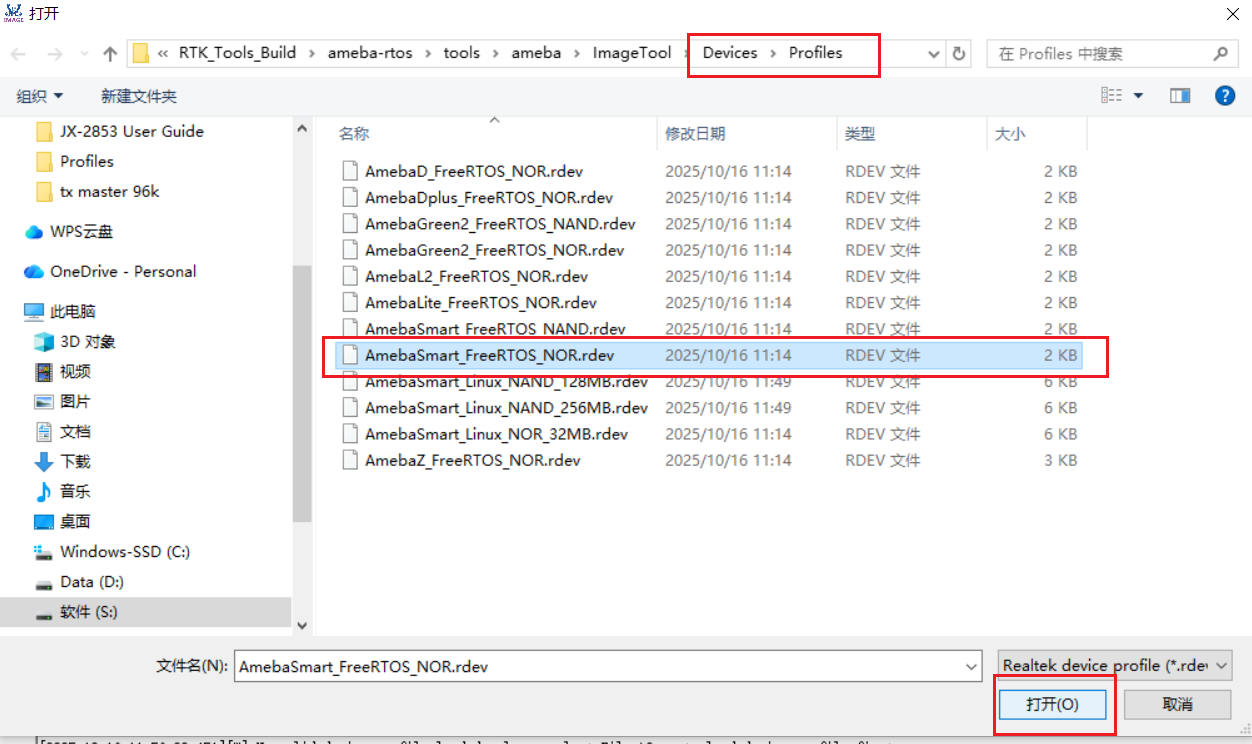 IMAGE 打开
« RTK_Tools_Build › ameba-rtos › tools › ameba › ImageTool › Devices › Profiles
在 Profiles 中搜索
组织 新建文件夹
JX-2853 User Guide
Profiles
tx master 96k
WPS云盘
OneDrive - Personal
此电脑
3D 对象
视频
图片
文档
下载
音乐
桌面
Windows-SSD (C:)
Data (D:)
软件 (S:)
名称 修改日期 类型 大小
AmebaD_FreeRTOS_NOR.rdev 2025/10/16 11:14 RDEV 文件 2 KB
AmebaDplus_FreeRTOS_NOR.rdev 2025/10/16 11:14 RDEV 文件 2 KB
AmebaGreen2_FreeRTOS_NAND.rdev 2025/10/16 11:14 RDEV 文件 2 KB
AmebaGreen2_FreeRTOS_NOR.rdev 2025/10/16 11:14 RDEV 文件 2 KB
AmebaL2_FreeRTOS_NOR.rdev 2025/10/16 11:14 RDEV 文件 2 KB
AmebaLite_FreeRTOS_NOR.rdev 2025/10/16 11:14 RDEV 文件 2 KB
AmebaSmart_FreeRTOS_NAND.rdev 2025/10/16 11:14 RDEV 文件 2 KB
AmebaSmart_FreeRTOS_NOR.rdev 2025/10/16 11:14 RDEV 文件 2 KB
AmebaSmart_Linux_NAND_128MB.rdev 2025/10/16 11:49 RDEV 文件 6 KB
AmebaSmart_Linux_NAND_256MB.rdev 2025/10/16 11:49 RDEV 文件 6 KB
AmebaSmart_Linux_NOR_32MB.rdev 2025/10/16 11:14 RDEV 文件 6 KB
AmebaZ_FreeRTOS_NOR.rdev 2025/10/16 11:14 RDEV 文件 3 KB
文件名(N): AmebaSmart_FreeRTOS_NOR.rdev Realtek device profile (*.rdev
打开(O) 取消